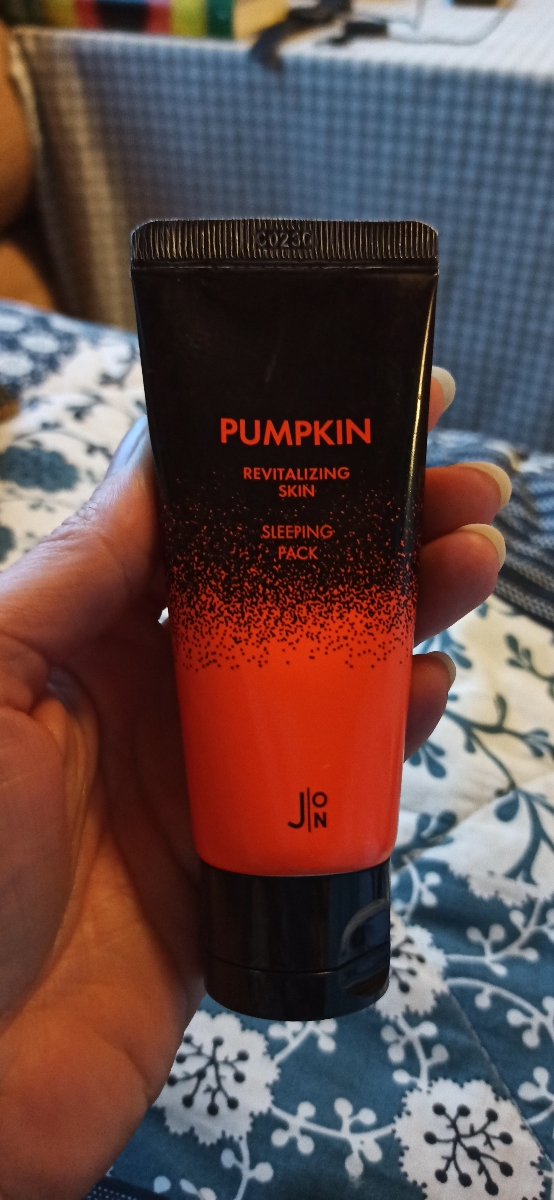 PUMPKIN
REVITALIZING
SKIN
SLEEPING
PACK
J|ON